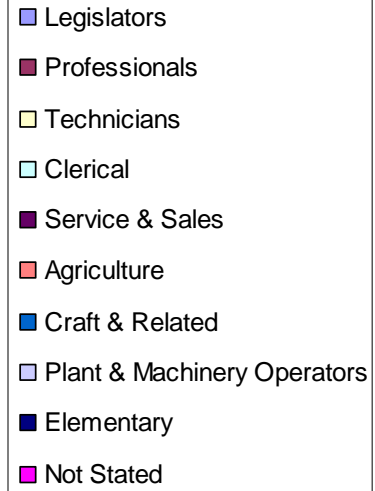 Legislators
Professionals
Technicians
Clerical
Service & Sales
Agriculture
Craft & Related
Plant & Machinery Operators
Elementary
Not Stated